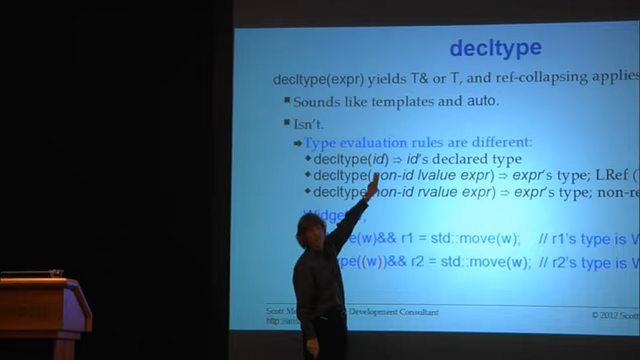 decltype
decltype(expr) yields T& or T, and ref-collapsing applies
Sounds like templates and auto.
Isn't.
Type evaluation rules are different:
decltype(id) ⇒ id's declared type
decltype(non-id lvalue expr) ⇒ expr's type; LRef (
decltype(non-id rvalue expr) ⇒ expr's type; non-re
Widget
(w)&& r1 = std::move(w); // r1's type is
ype((w))&& r2 = std::move(w); // r2's type is
Scott Me & Development Consultant © 2012 Scott